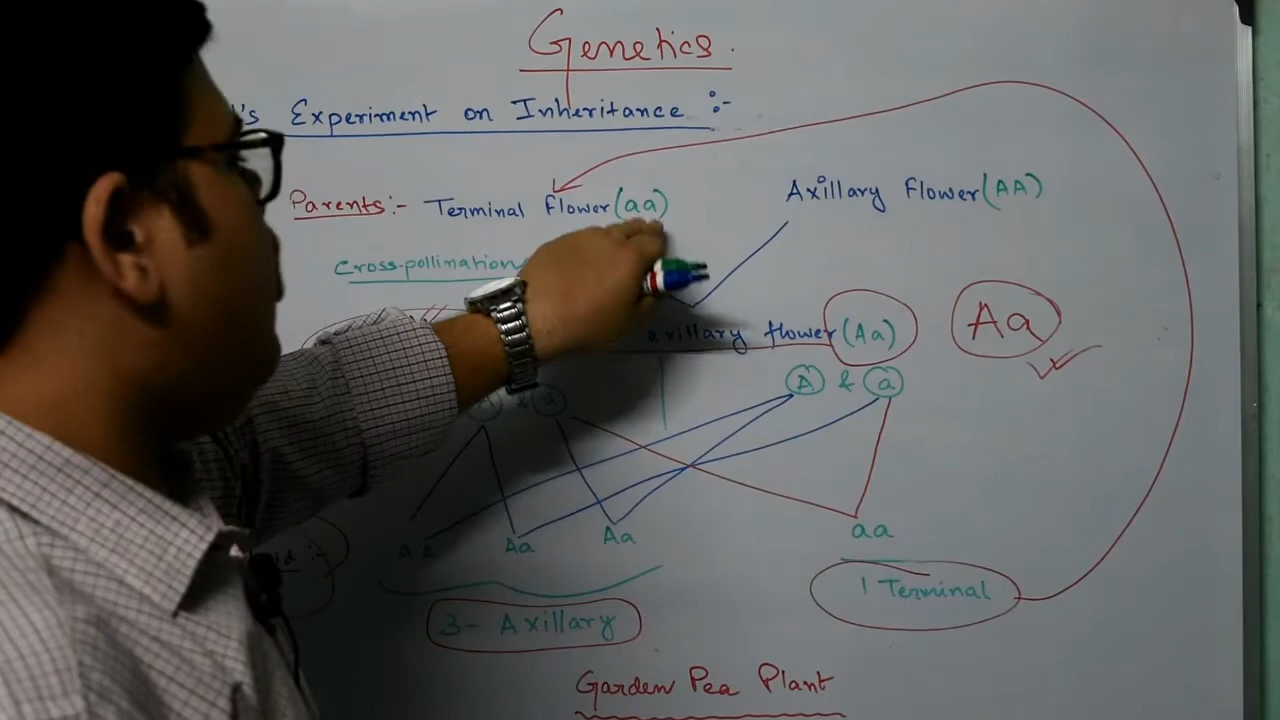 Genetics.
's Experiment on Inheritance :-
Parents:- Terminal Flower(aa) Axillary Flower(AA)
Cross-pollination
axillary flower(Aa) Aa
A & a
Aa Aa aa
3- Axillary 1 Terminal
Garden Pea Plant